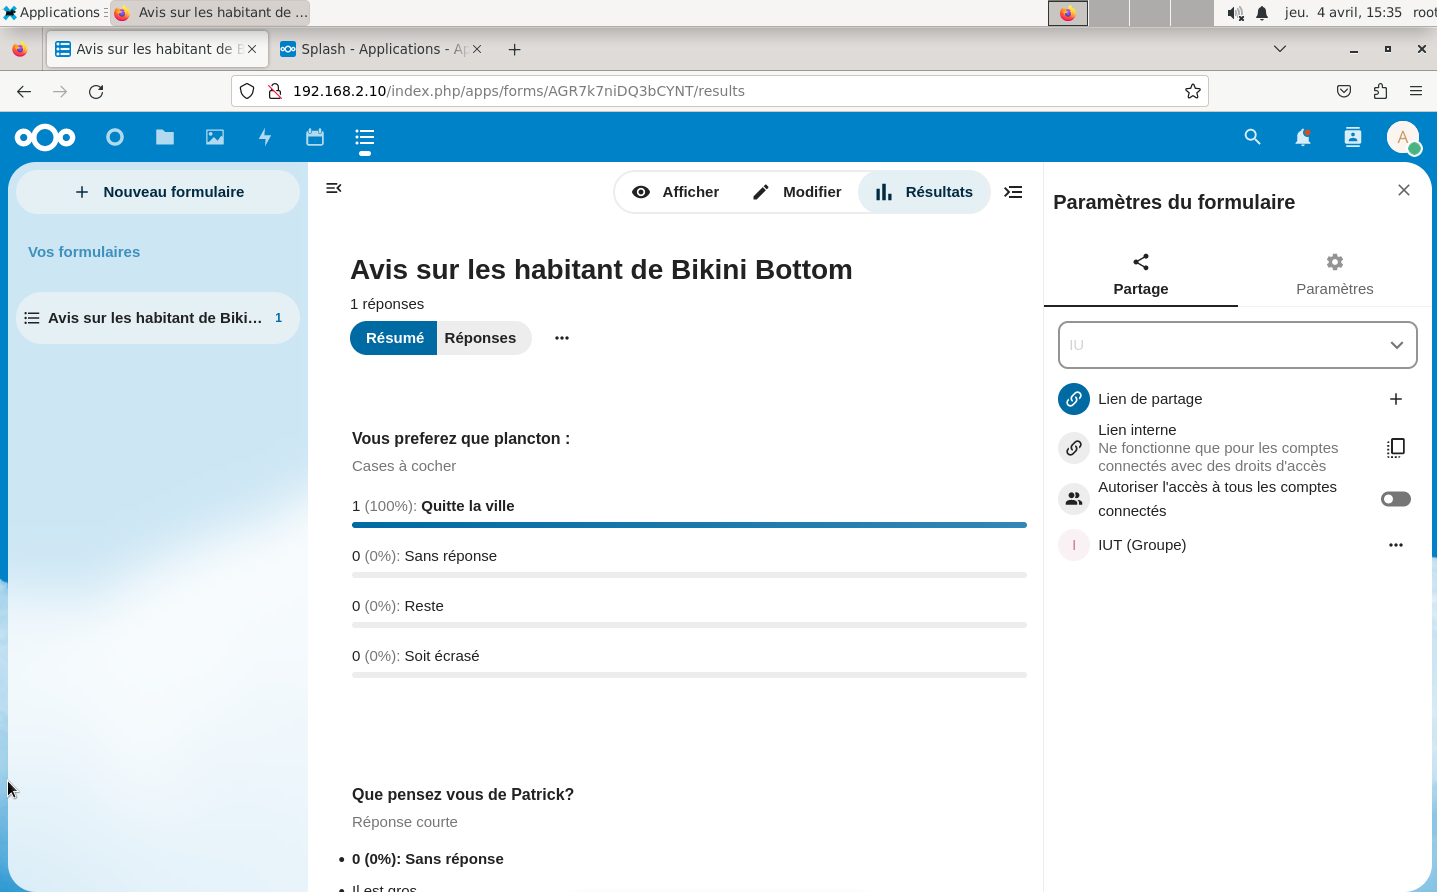 Applications
Avis sur les habitant de ...
jeu. 4 avril, 15:35
root
Avis sur les habitant de B
Splash - Applications - Ap
192.168.2.10/index.php/apps/forms/AGR7k7niDQ3bCYNT/results
A
Nouveau formulaire
Vos formulaires
Avis sur les habitant de Biki...
1
Afficher
Modifier
Résultats
Avis sur les habitant de Bikini Bottom
1 réponses
Résumé
Réponses
Vous preferez que plancton :
Cases à cocher
1 (100%): Quitte la ville
0 (0%): Sans réponse
0 (0%): Reste
0 (0%): Soit écrasé
Que pensez vous de Patrick?
Réponse courte
0 (0%): Sans réponse
Il est gros
Paramètres du formulaire
Partage
Paramètres
IU
Lien de partage
Lien interne
Ne fonctionne que pour les comptes
connectés avec des droits d'accès
Autoriser l'accès à tous les comptes
connectés
I
IUT (Groupe)